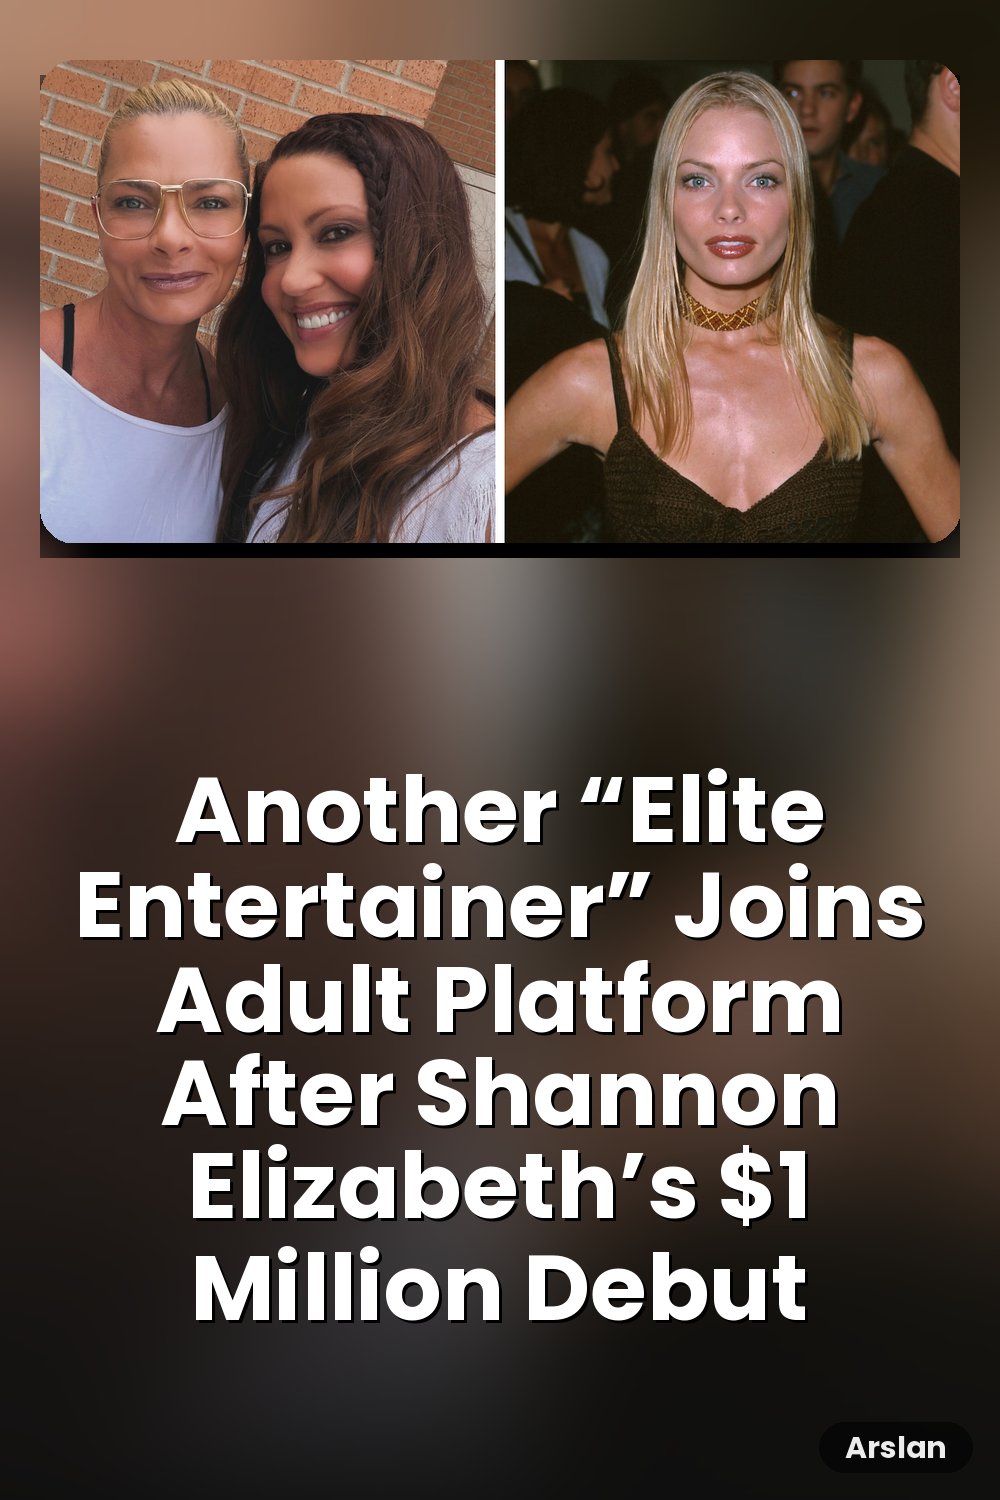 Another “Elite
Entertainer” Joins
Adult Platform
After Shannon
Elizabeth’s $1
Million Debut
Arslan